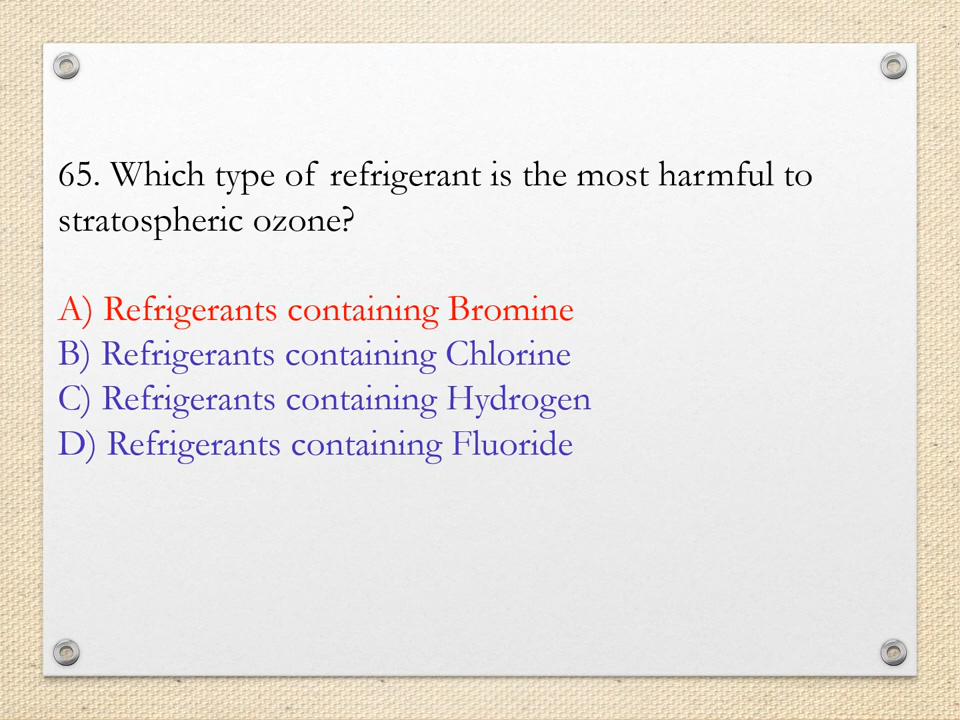 65. Which type of refrigerant is the most harmful to
stratospheric ozone?
A) Refrigerants containing Bromine
B) Refrigerants containing Chlorine
C) Refrigerants containing Hydrogen
D) Refrigerants containing Fluoride